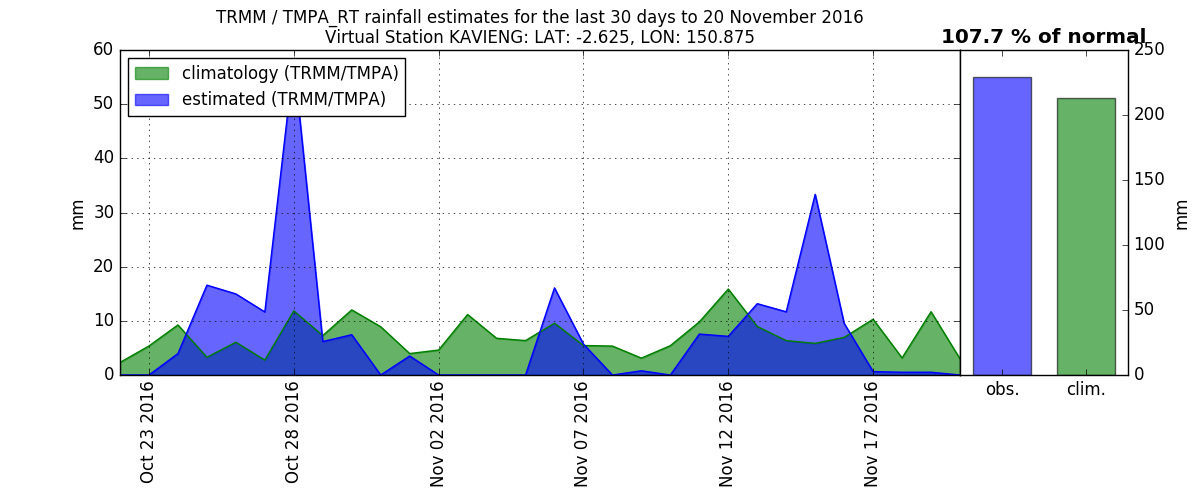 TRMM / TMPA_RT rainfall estimates for the last 30 days to 20 November 2016
Virtual Station KAVIENG: LAT: -2.625, LON: 150.875
107.7 % of normal
climatology (TRMM/TMPA)
estimated (TRMM/TMPA)
60
50
40
30
20
10
0
mm
Oct 23 2016
Oct 28 2016
Nov 02 2016
Nov 07 2016
Nov 12 2016
Nov 17 2016
250
200
150
100
50
0
mm
obs.
clim.